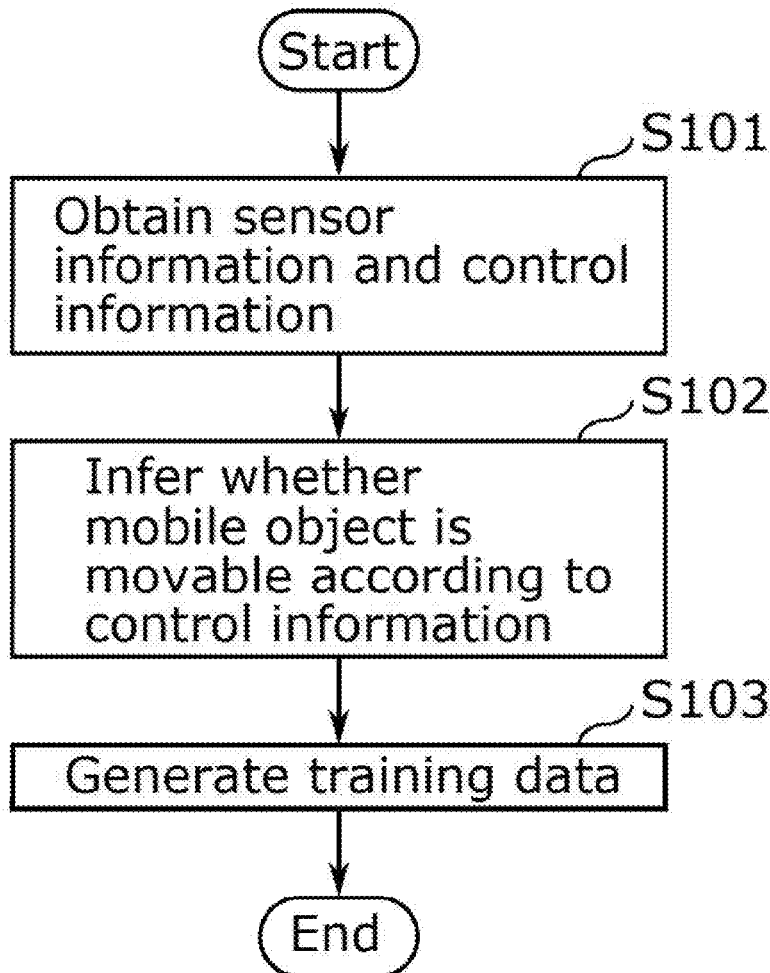 Start
S101
Obtain sensor
information and control
information
S102
Infer whether
mobile object is
movable according to
control information
S103
Generate training data
End